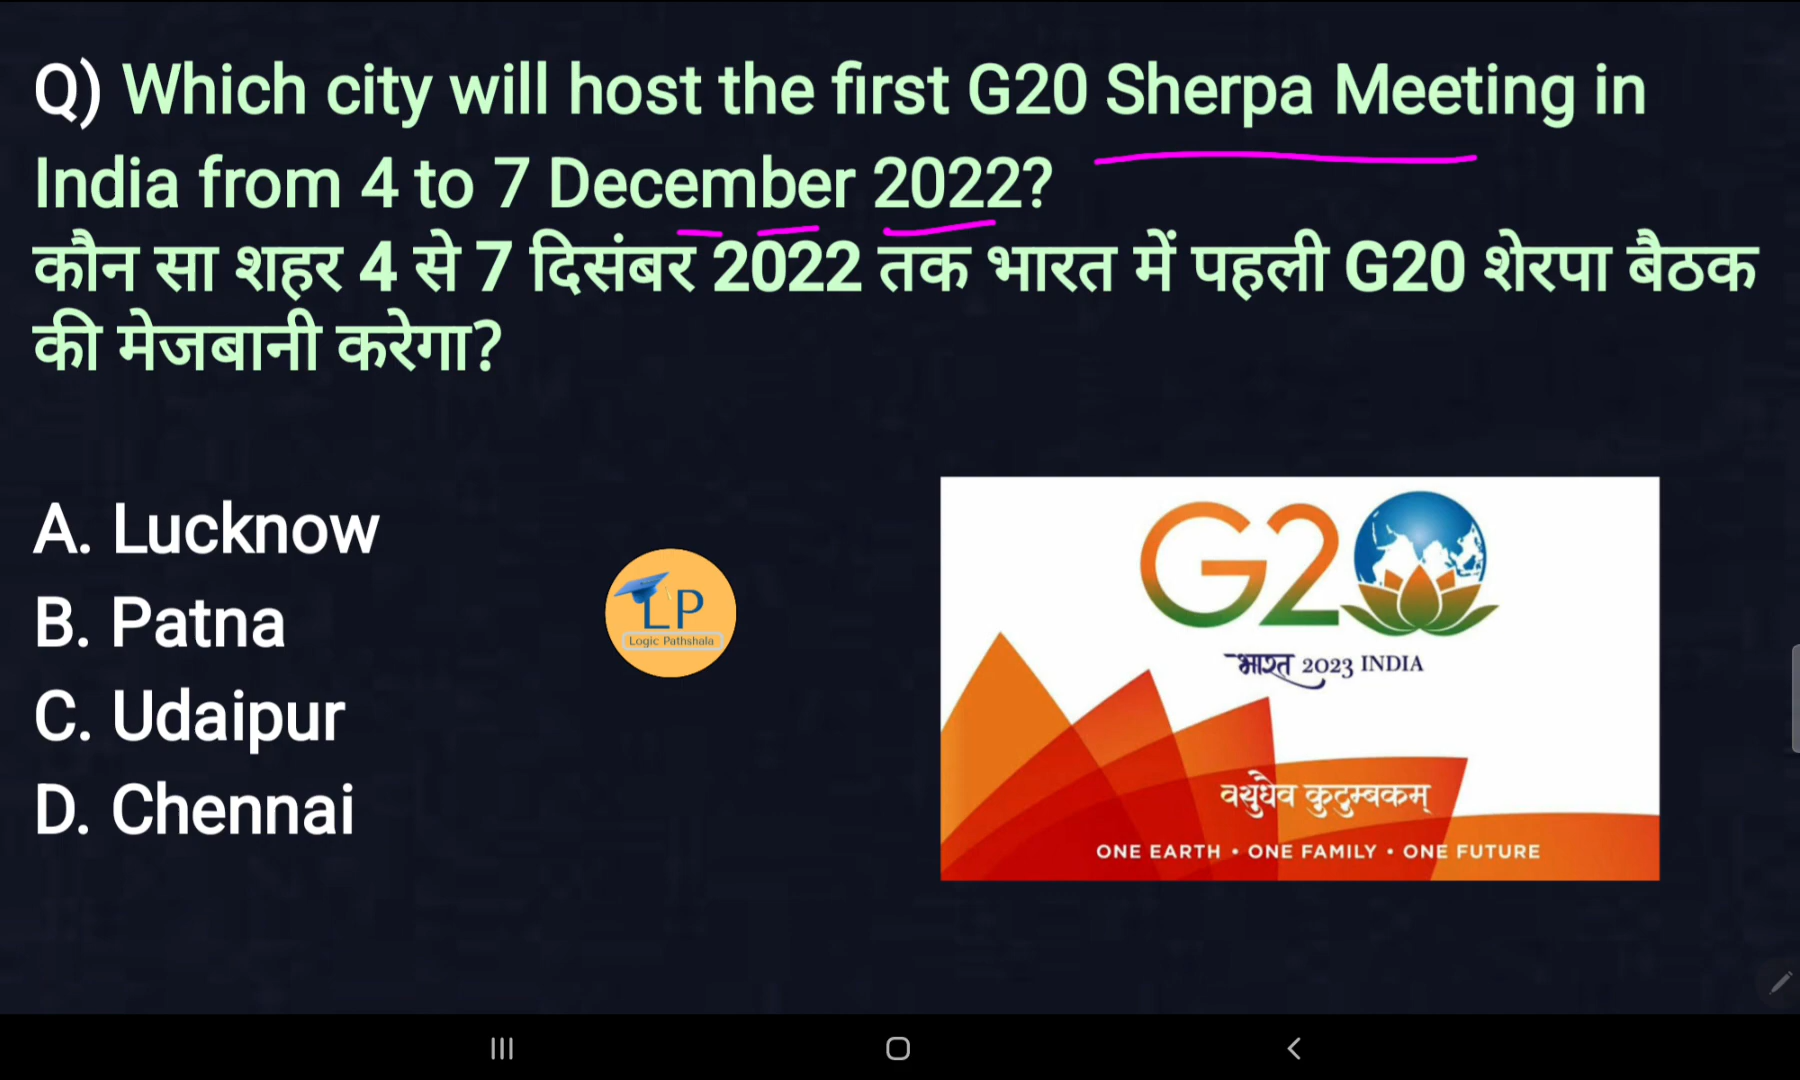 Q) Which city will host the first G20 Sherpa Meeting in
India from 4 to 7 December 2022?
कौन सा शहर 4 से 7 दिसंबर 2022 तक भारत में पहली G20 शेरपा बैठक
की मेजबानी करेगा?
A. Lucknow
B. Patna
C. Udaipur
D. Chennai
LP
Logic Pathshala
G20
भारत 2023 INDIA
वसुधैव कुटुम्बकम्
ONE EARTH • ONE FAMILY • ONE FUTURE